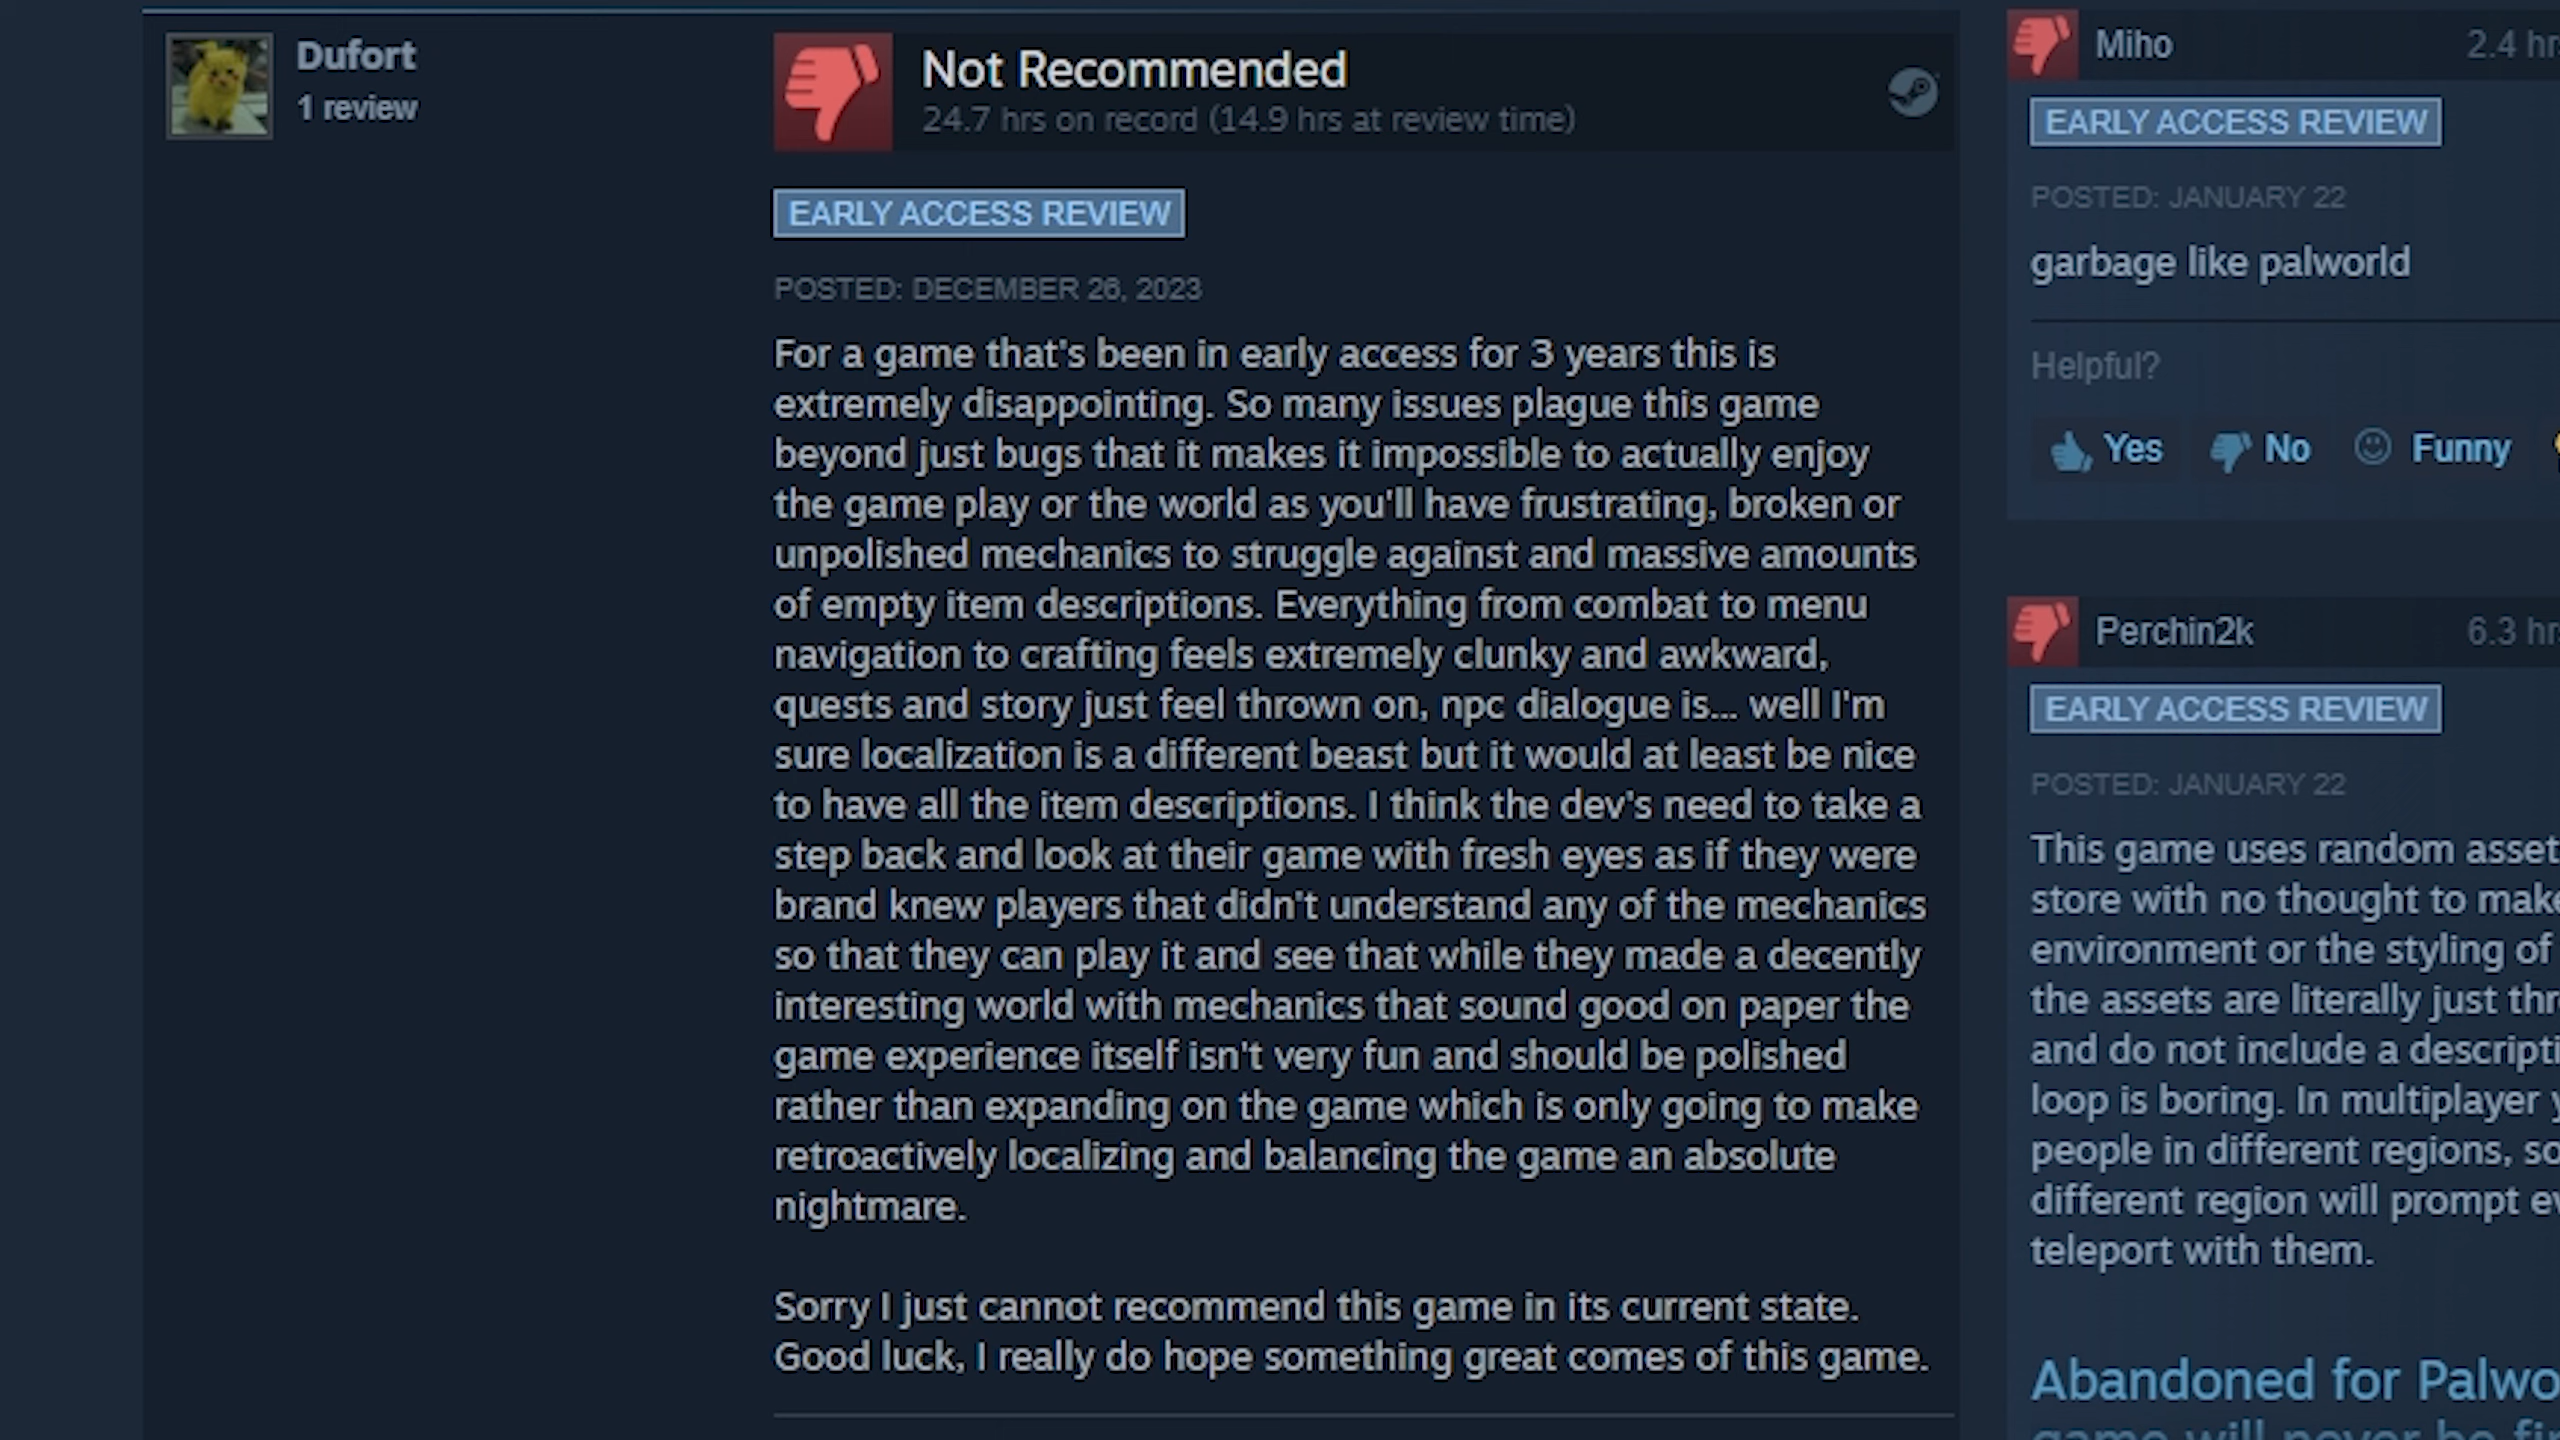 Dufort
1 review
Not Recommended
24.7 hrs on record (14.9 hrs at review time)
EARLY ACCESS REVIEW
POSTED: DECEMBER 26, 2023
For a game that's been in early access for 3 years this is
extremely disappointing. So many issues plague this game
beyond just bugs that it makes it impossible to actually enjoy
the game play or the world as you'll have frustrating, broken or
unpolished mechanics to struggle against and massive amounts
of empty item descriptions. Everything from combat to menu
navigation to crafting feels extremely clunky and awkward,
quests and story just feel thrown on, npc dialogue is... well I'm
sure localization is a different beast but it would at least be nice
to have all the item descriptions. I think the dev's need to take a
step back and look at their game with fresh eyes as if they were
brand knew players that didn't understand any of the mechanics
so that they can play it and see that while they made a decently
interesting world with mechanics that sound good on paper the
game experience itself isn't very fun and should be polished
rather than expanding on the game which is only going to make
retroactively localizing and balancing the game an absolute
nightmare.
Sorry I just cannot recommend this game in its current state.
Good luck, I really do hope something great comes of this game.
Miho
2.4
EARLY ACCESS REVIEW
POSTED: JANUARY 22
garbage like palworld
Helpful?
Yes No Funny
Perchin2k
6.3
EARLY ACCESS REVIEW
POSTED: JANUARY 22
This game uses random
store with no thought to
environment or the styling of
the assets are literally just
and do not include a
loop is boring. In multiplayer
people in different regions,
different region will prompt
teleport with them.
Abandoned for
game will never be